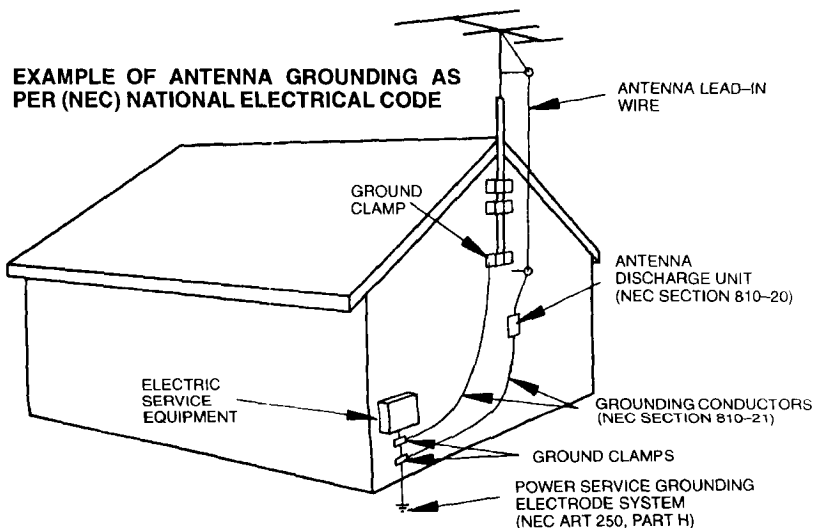 EXAMPLE OF ANTENNA GROUNDING AS
PER (NEC) NATIONAL ELECTRICAL CODE
ANTENNA LEAD–IN
WIRE
GROUND
CLAMP
ANTENNA
DISCHARGE UNIT
(NEC SECTION 810–20)
ELECTRIC
SERVICE
EQUIPMENT
GROUNDING CONDUCTORS
(NEC SECTION 810–21)
GROUND CLAMPS
POWER SERVICE GROUNDING
ELECTRODE SYSTEM
(NEC ART 250, PART H)